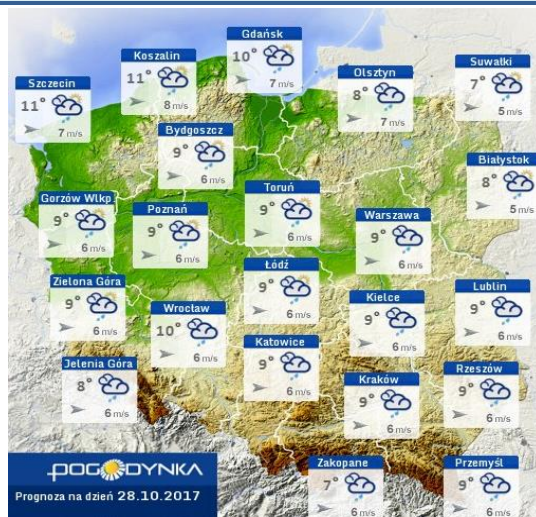 Gdańsk
10°
7 m/s
Koszalin
11°
8 m/s
Suwałki
7°
5 m/s
Olsztyn
8°
7 m/s
Szczecin
11°
7 m/s
Bydgoszcz
9°
6 m/s
Białystok
8°
5 m/s
Toruń
9°
6 m/s
Gorzów Wlkp
9°
6 m/s
Poznań
9°
6 m/s
Warszawa
9°
6 m/s
Łódź
9°
6 m/s
Zielona Góra
9°
6 m/s
Lublin
9°
6 m/s
Kielce
9°
6 m/s
Wrocław
10°
6 m/s
Katowice
9°
6 m/s
Jelenia Góra
8°
6 m/s
Rzeszów
9°
6 m/s
Kraków
9°
6 m/s
Zakopane
7°
6 m/s
Przemyśl
9°
6 m/s
POGODYNKA
Prognoza na dzień 28.10.2017